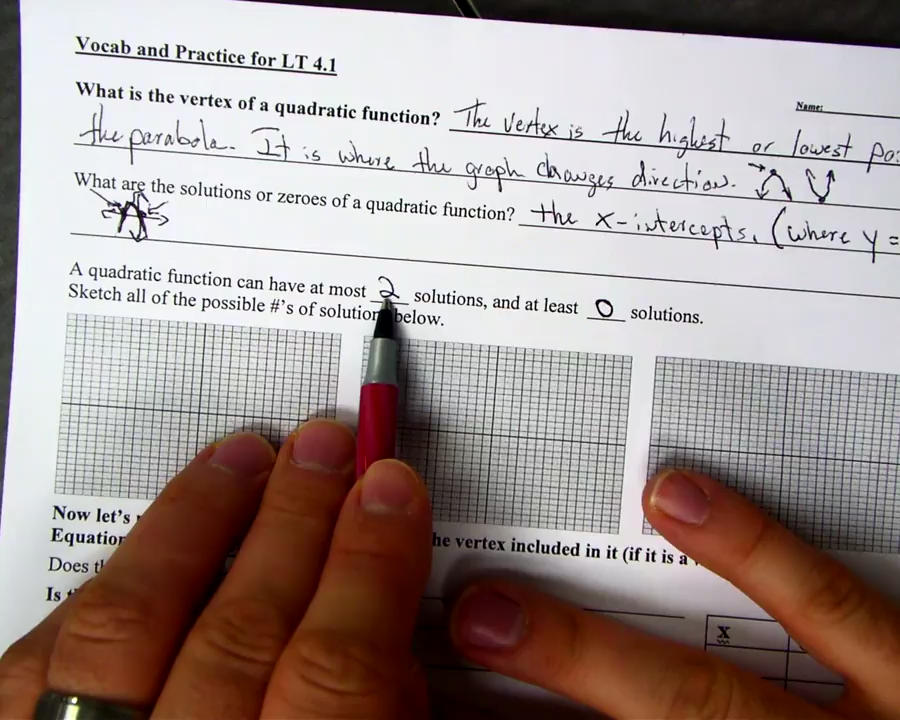 Vocab and Practice for LT 4.1
Name:
What is the vertex of a quadratic function? The vertex is the highest or lowest po
the parabola. It is where the graph changes direction.
What are the solutions or zeroes of a quadratic function? the x-intercepts. (where y =
A quadratic function can have at most 2 solutions, and at least 0 solutions.
Sketch all of the possible #'s of solution below.
Now let's
Equation he vertex included in it (if it is a
Does th
Is
X